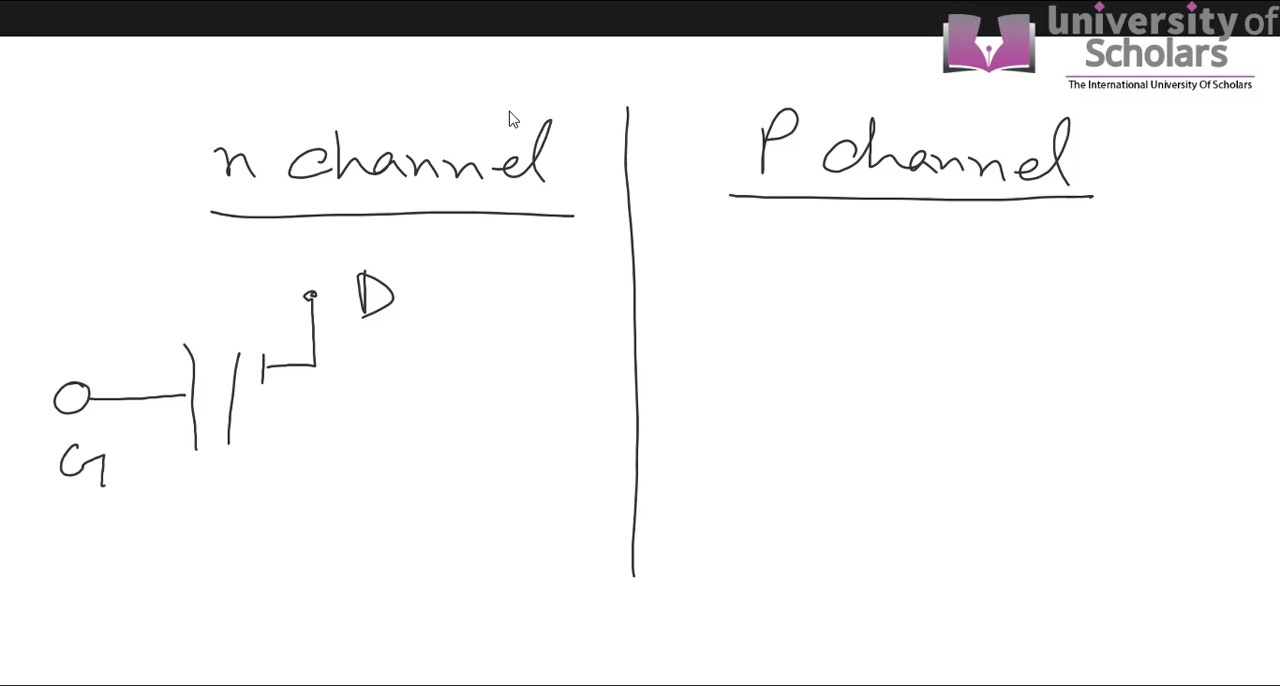 university of
Scholars
The International University Of Scholars
n channel
P channel
D
G